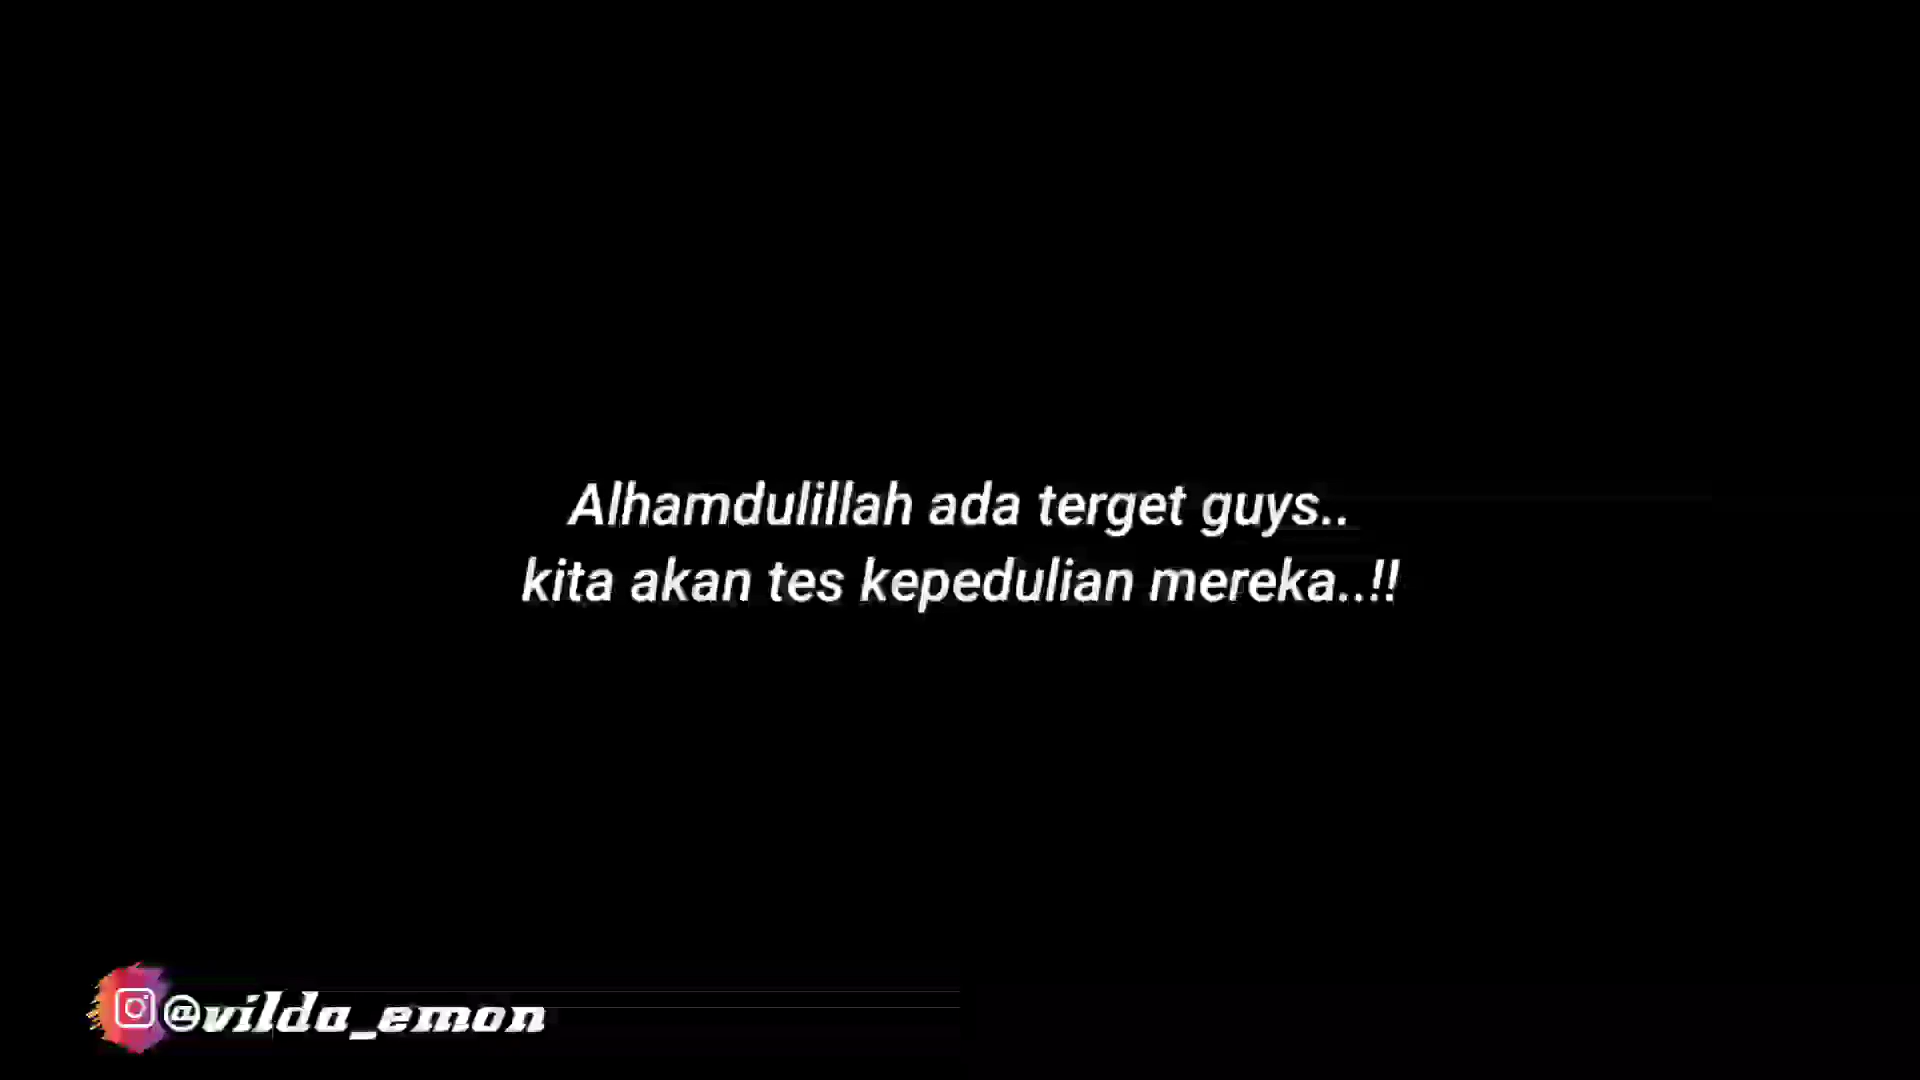 Alhamdulillah ada terget guys..
kita akan tes kepedulian mereka..!!
@vilda_emon